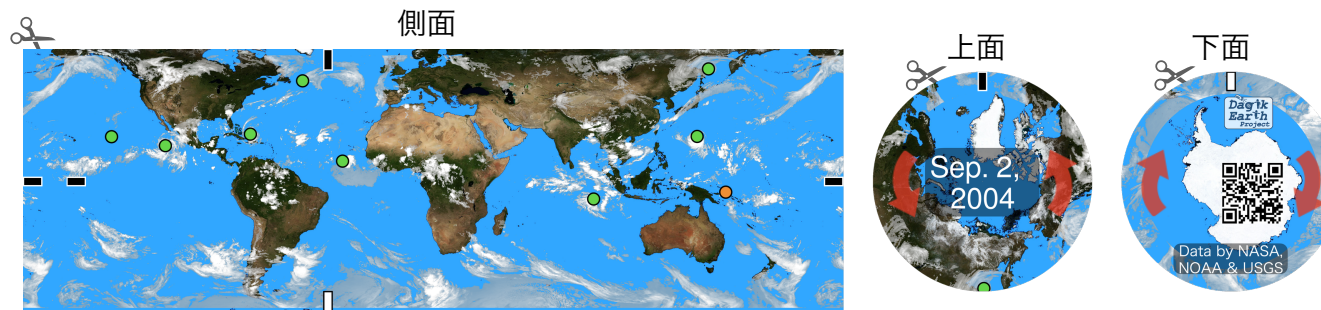 側面
上面
下面
Sep. 2,
2004
Dagik
Earth
Project
Data by NASA,
NOAA & USGS